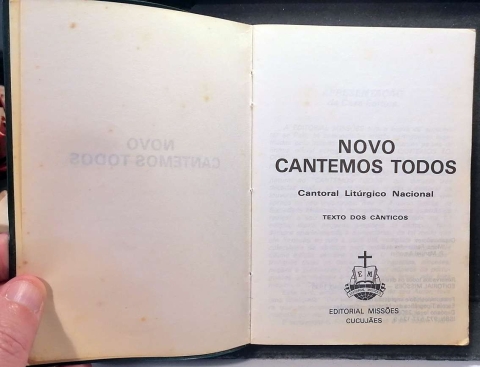 NOVO
CANTEMOS TODOS
Cantoral Litúrgico Nacional
TEXTO DOS CÂNTICOS
E M
EDITORIAL MISSÕES
CUCUJÃES